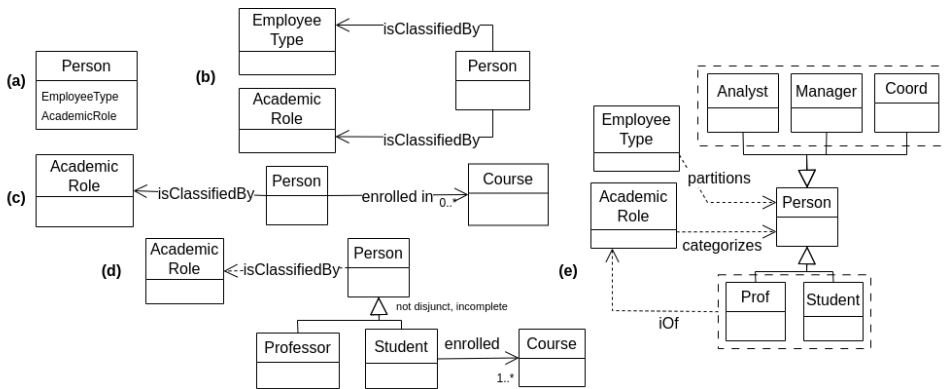 (a)
Person
EmployeeType
AcademicRole
(b)
Employee
Type
isClassifiedBy
Person
Academic
Role
isClassifiedBy
(c)
Academic
Role
isClassifiedBy
Person
enrolled in
0..*
Course
(d)
Academic
Role
isClassifiedBy
Person
not disjunct, incomplete
Professor
Student
enrolled
1..*
Course
(e)
Analyst
Manager
Coord
Employee
Type
partitions
Academic
Role
categorizes
Person
Prof
Student
iOf